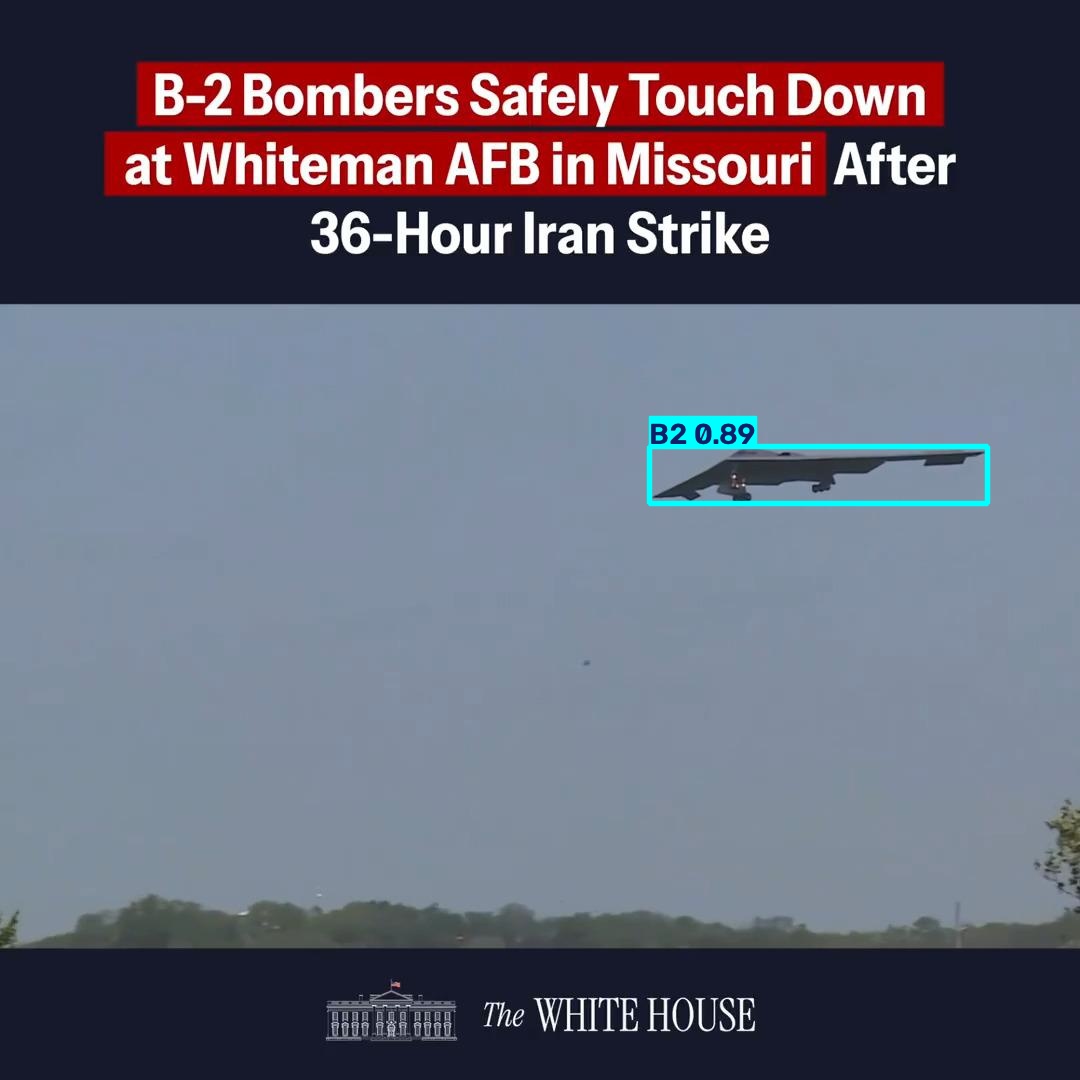 B-2 Bombers Safely Touch Down
at Whiteman AFB in Missouri After
36-Hour Iran Strike
B2 0.89
The WHITE HOUSE